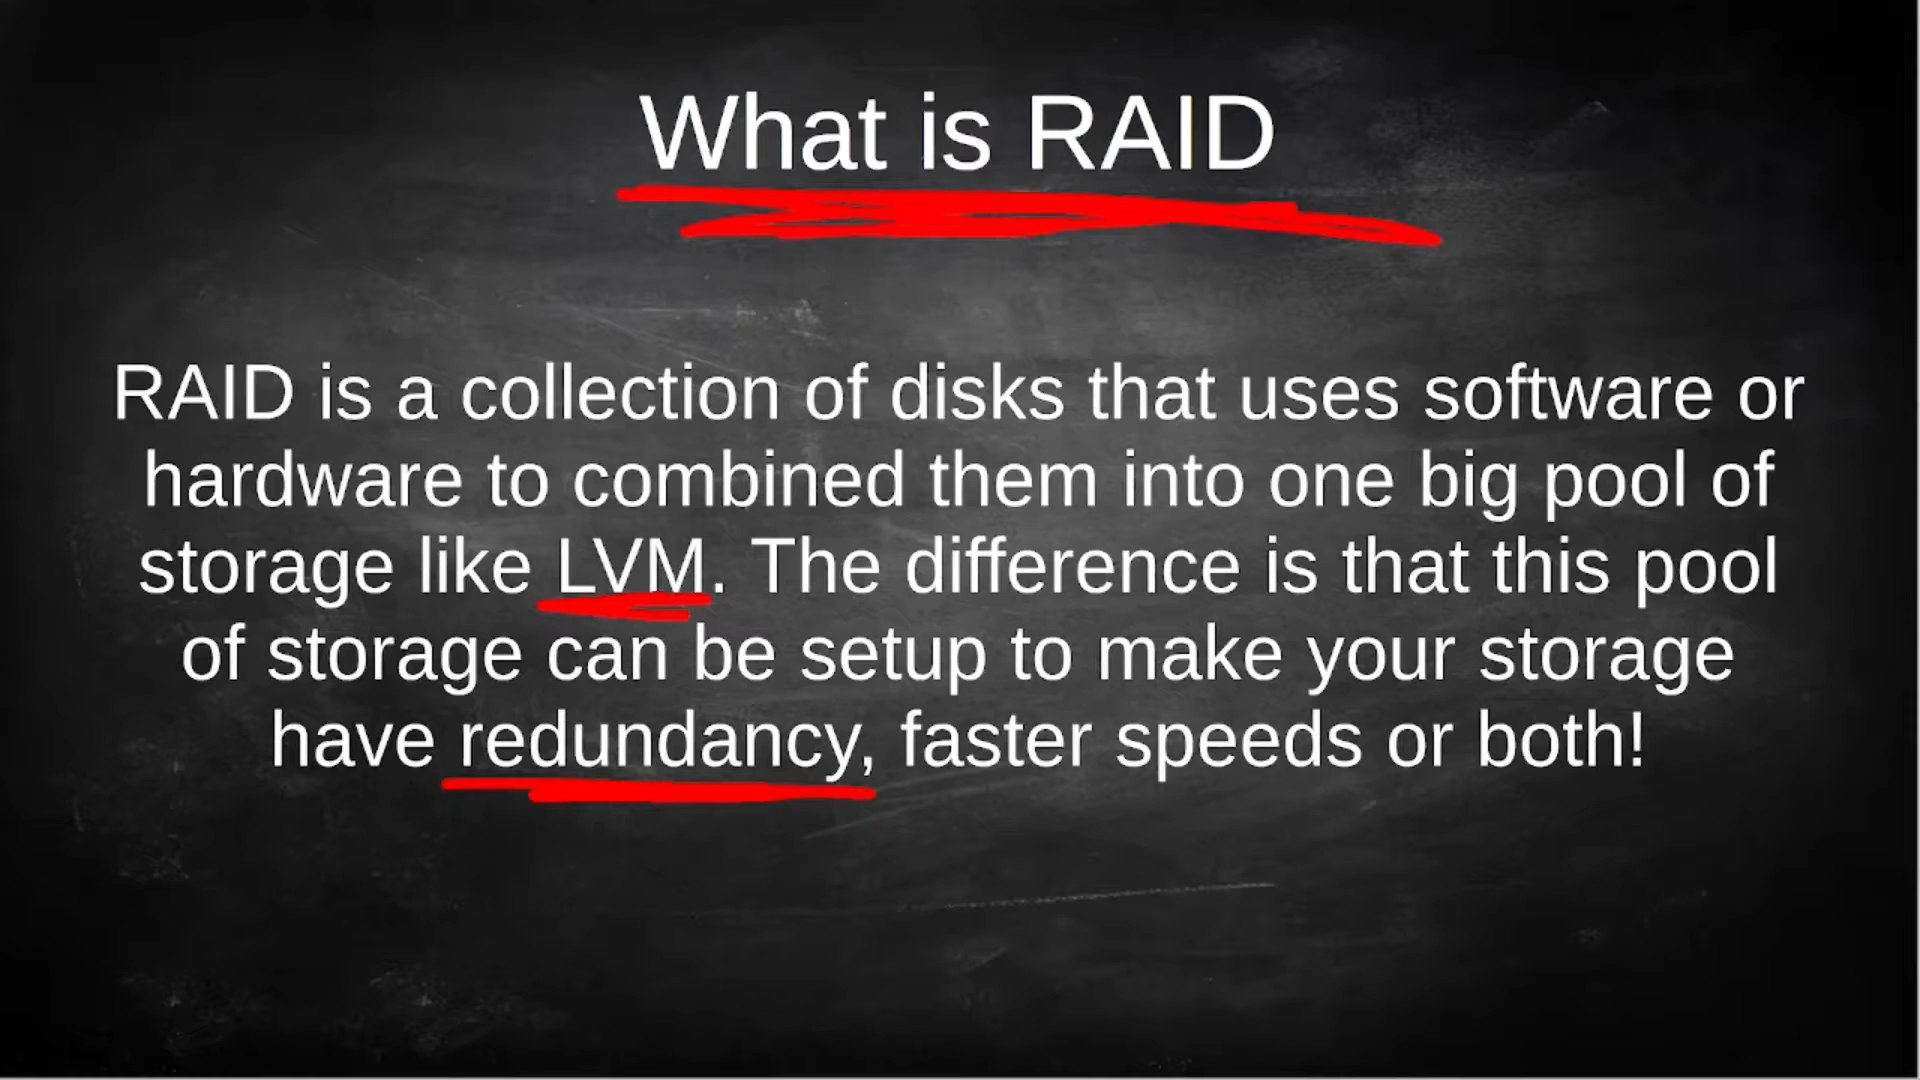 What is RAID
RAID is a collection of disks that uses software or
hardware to combined them into one big pool of
storage like LVM. The difference is that this pool
of storage can be setup to make your storage
have redundancy, faster speeds or both!